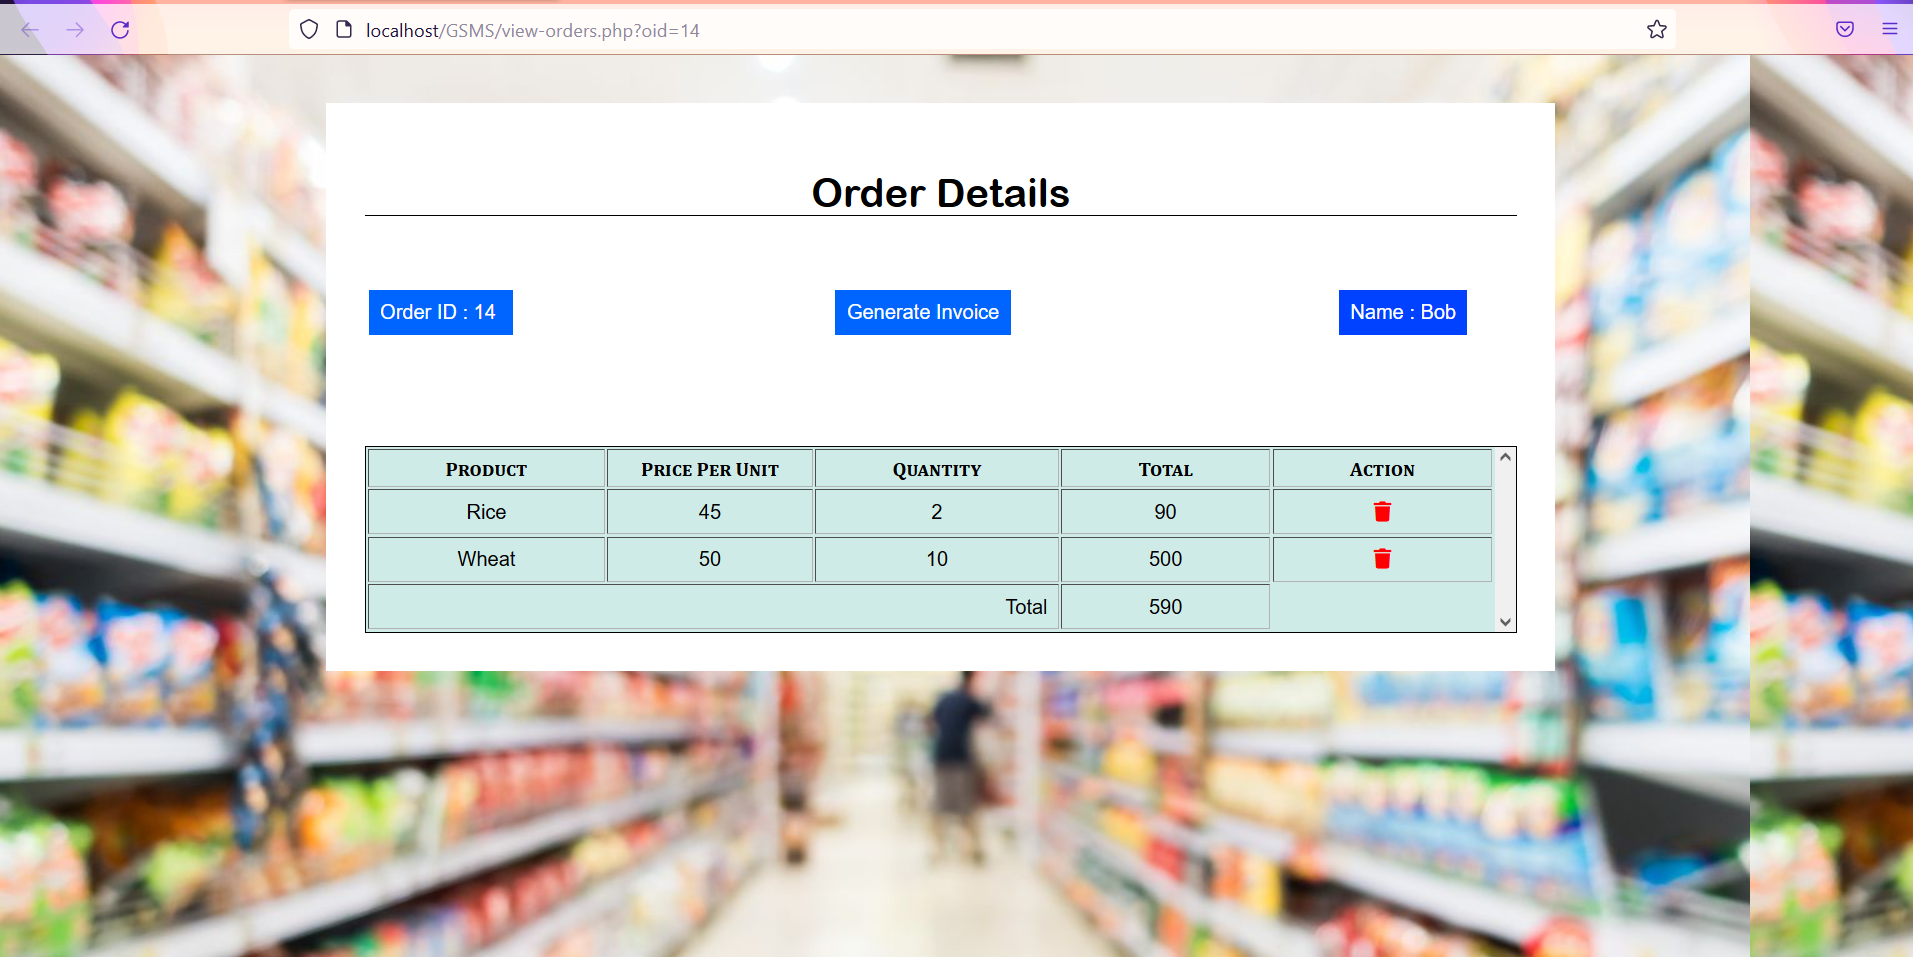 localhost/GSMS/view-orders.php?oid=14
Order Details
Order ID : 14 Generate Invoice Name : Bob
Product Price Per Unit Quantity Total Action
Rice 45 2 90
Wheat 50 10 500
Total 590